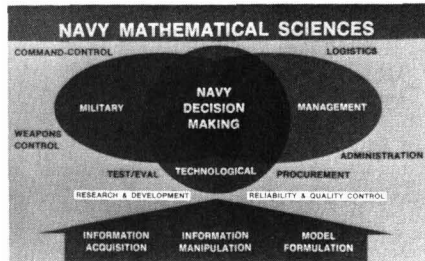 NAVY MATHEMATICAL SCIENCES
COMMAND-CONTROL
LOGISTICS
NAVY
DECISION
MAKING
MILITARY
MANAGEMENT
WEAPONS
CONTROL
ADMINISTRATION
TEST/EVAL
TECHNOLOGICAL
PROCUREMENT
RESEARCH & DEVELOPMENT
RELIABILITY & QUALITY CONTROL
INFORMATION
ACQUISITION
INFORMATION
MANIPULATION
MODEL
FORMULATION